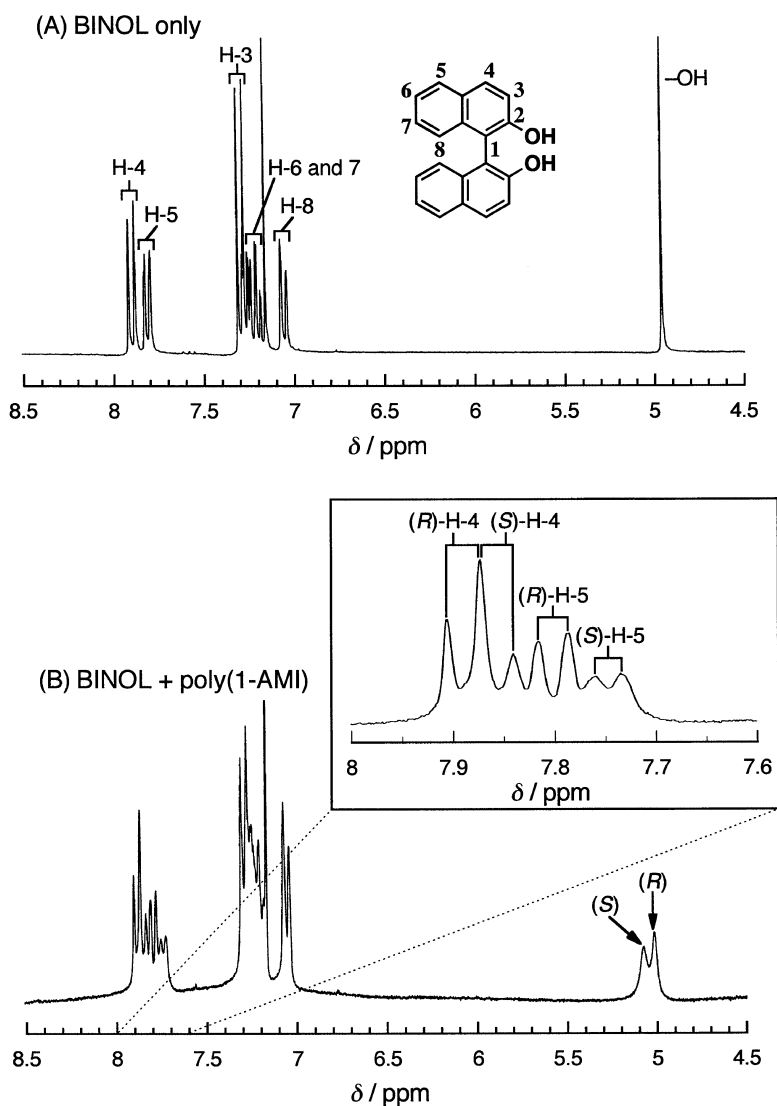 (A) BINOL only
H-3
5 4
6 3
7 2
OH
8 1
OH
–OH
H-4
H-5
H-6 and 7
H-8
8.5 8 7.5 7 6.5 6 5.5 5 4.5
δ / ppm
(R)-H-4 (S)-H-4
(R)-H-5
(S)-H-5
8 7.9 7.8 7.7 7.6
δ / ppm
(B) BINOL + poly(1-AMI)
(R)
(S)
8.5 8 7.5 7 6.5 6 5.5 5 4.5
δ / ppm